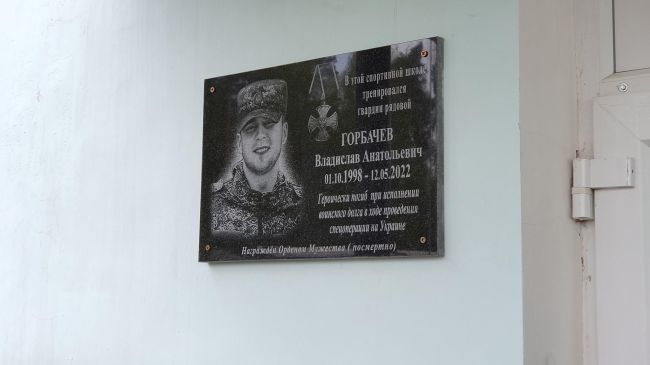 В этой спортивной школе
тренировался
гвардии рядовой
ГОРБАЧЕВ
Владислав Анатольевич
01.10.1998 - 12.05.2022
Героически погиб при исполнении
воинского долга в ходе проведения
спецоперации на Украине
Награждён Орденом Мужества ( посмертно)